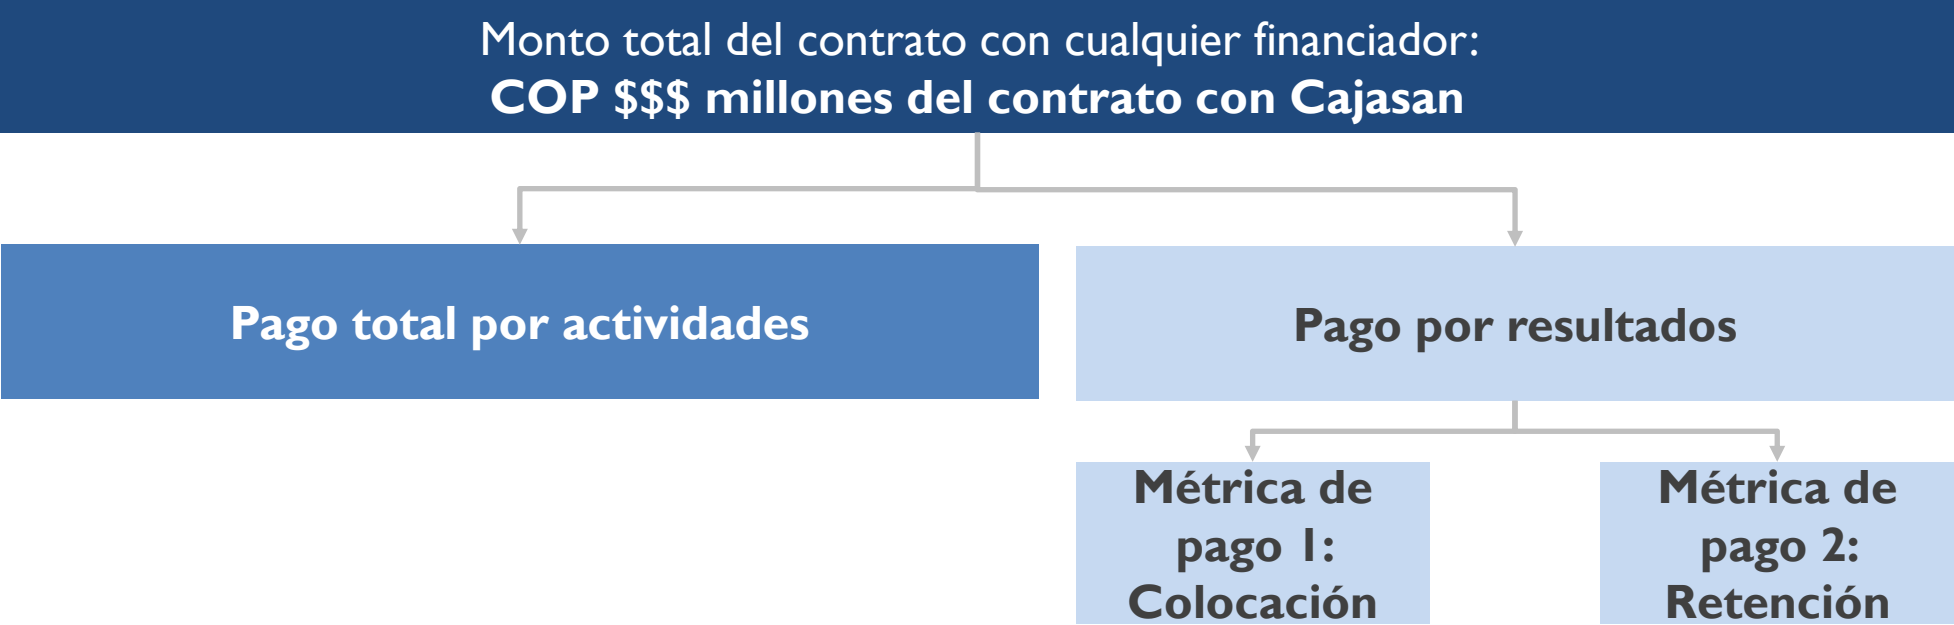 Monto total del contrato con cualquier financiador:
COP $$$ millones del contrato con Cajasan
Pago total por actividades
Pago por resultados
Métrica de
pago 1:
Colocación
Métrica de
pago 2:
Retención